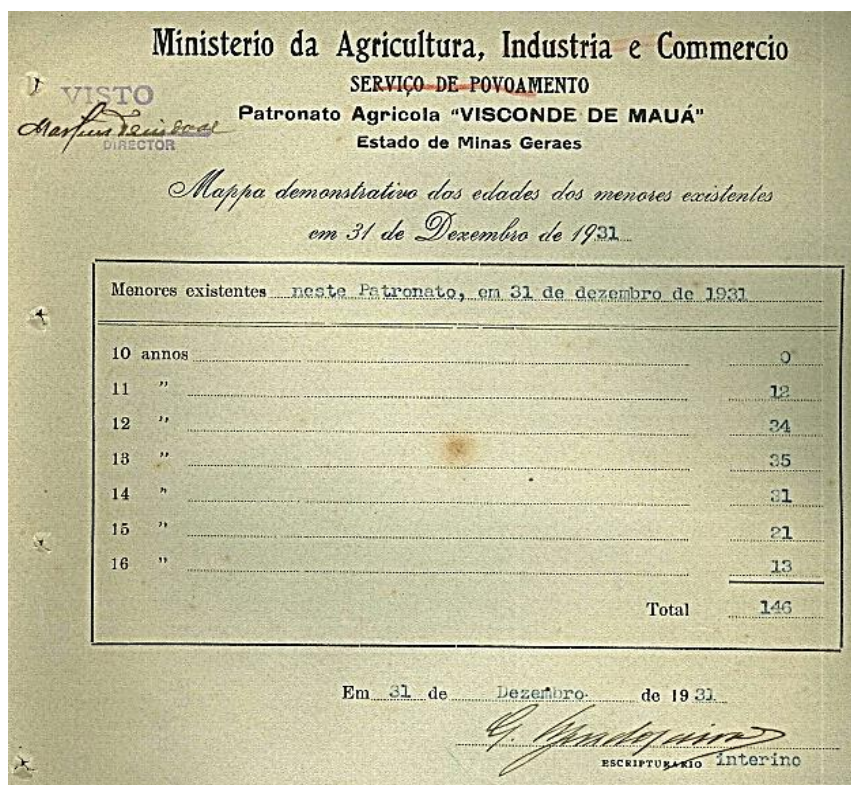 Ministerio da Agricultura, Industria e Commercio
SERVIÇO DE POVOAMENTO
VISTO
Patronato Agricola "VISCONDE DE MAUÁ"
DIRECTOR
Estado de Minas Geraes
Mappa demonstrativo das edades dos menores existentes
em 31 de Dezembro de 1931
Menores existentes neste Patronato, em 31 de dezembro de 1931
10 annos 0
11 " 12
12 " 34
13 " 35
14 " 31
15 " 21
16 " 13
Total 146
Em 31 de Dezembro de 1931
G.
ESCRIPTURARIO interino